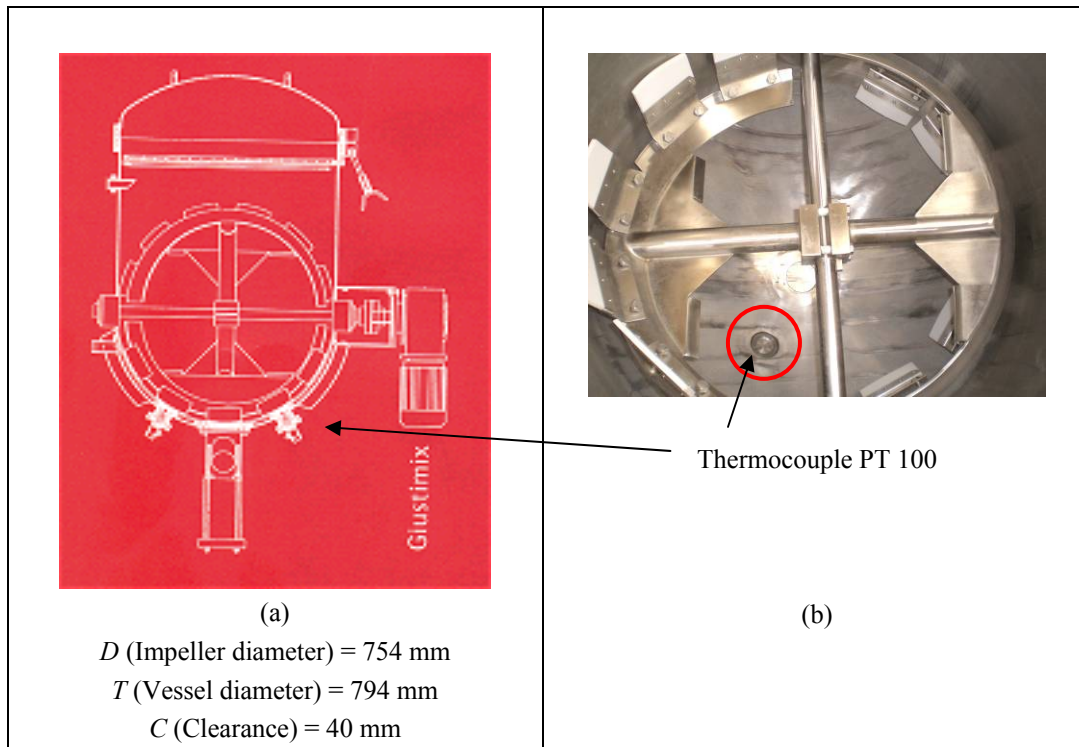 Giustimix
Thermocouple PT 100
(a)
(b)
D (Impeller diameter) = 754 mm
T (Vessel diameter) = 794 mm
C (Clearance) = 40 mm